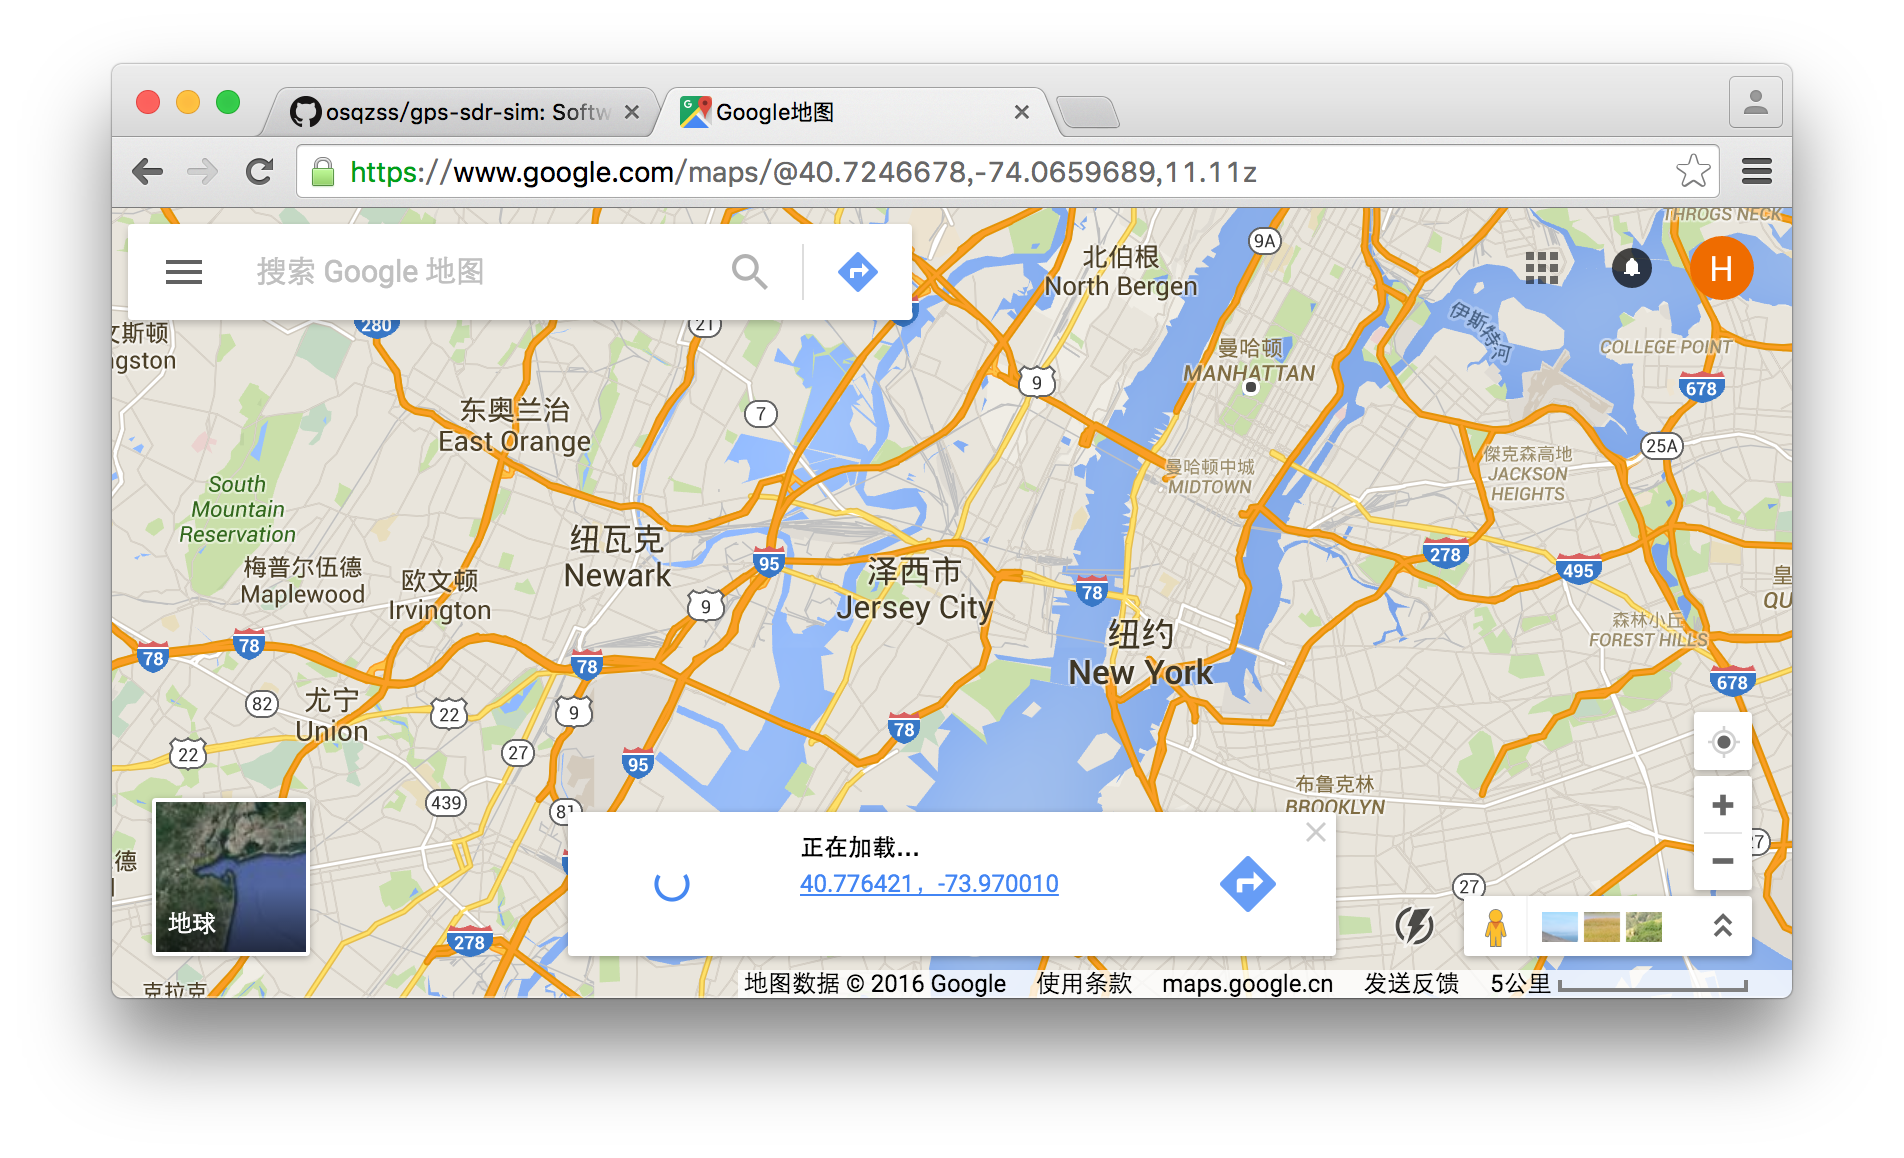 osqzss/gps-sdr-sim: Softw
Google地图
https://www.google.com/maps/@40.7246678,-74.0659689,11.11z
搜索 Google 地图
THROGS NECK
9A
北伯根
North Bergen
H
伊斯特河
280
21
文斯顿
ngston
COLLEGE POINT
曼哈顿
MANHATTAN
9
678
东奥兰治
East Orange
7
25A
傑克森高地
JACKSON
HEIGHTS
曼哈顿中城
MIDTOWN
South
Mountain
Reservation
纽瓦克
Newark
95
278
495
梅普尔伍德
Maplewood
欧文顿
Irvington
泽西市
Jersey City
78
皇
QU
9
森林小丘
FOREST HILLS
纽约
New York
78
78
78
678
82
尤宁
Union
22
9
78
22
27
95
布鲁克林
BROOKLYN
439
81
27
德
正在加载...
40.776421, -73.970010
27
地球
278
克拉克
地图数据 © 2016 Google
使用条款
maps.google.cn
发送反馈
5公里